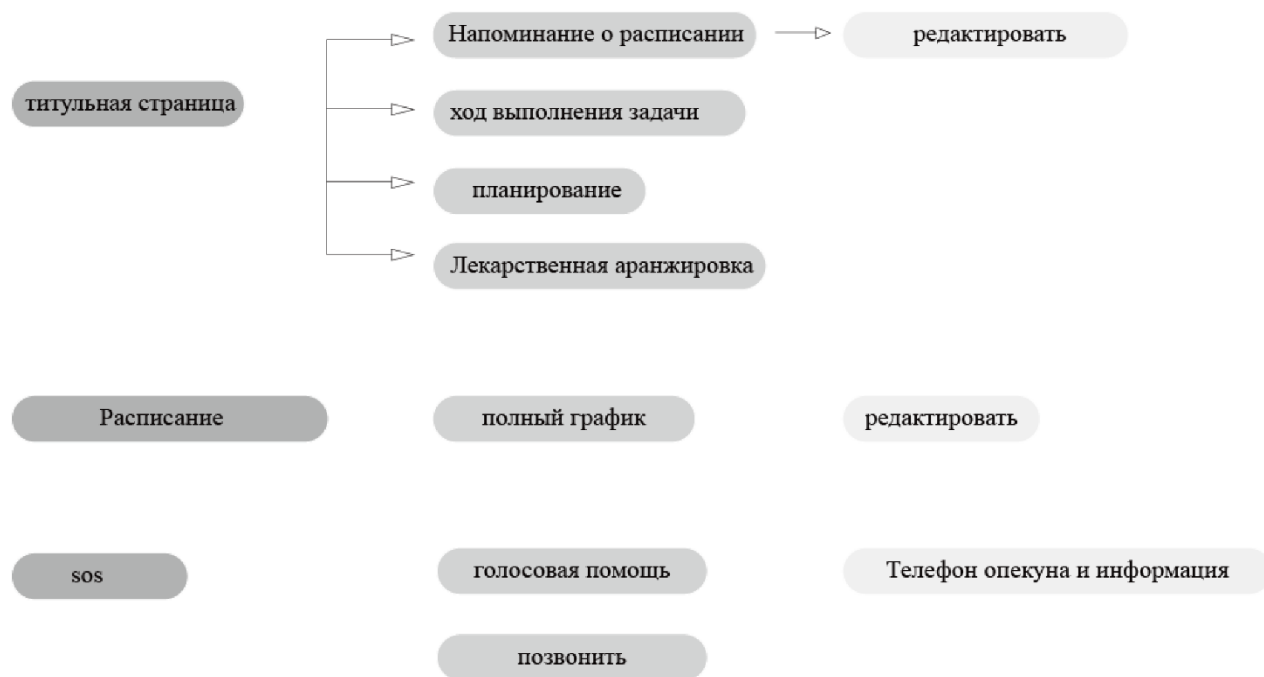 Напоминание о расписании
редактировать
титульная страница
ход выполнения задачи
планирование
Лекарственная аранжировка
Расписание
полный график
редактировать
sos
голосовая помощь
Телефон опекуна и информация
позвонить